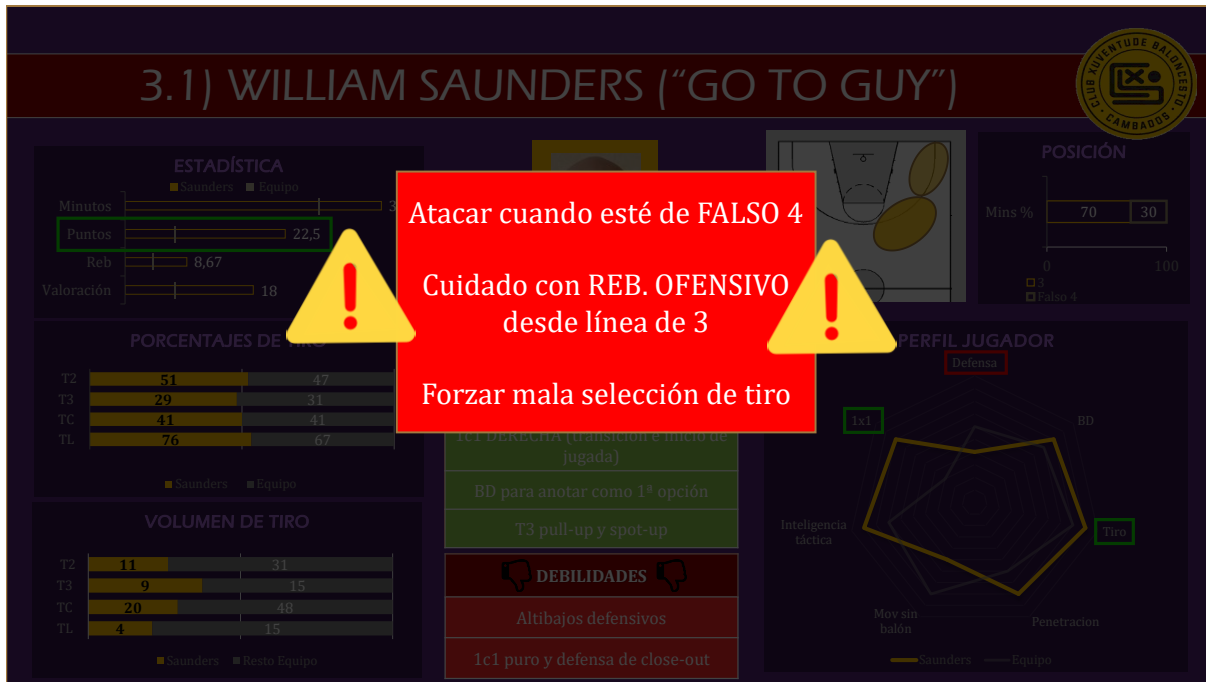 3.1) WILLIAM SAUNDERS (“GO TO GUY”)
CLUB XUVENTUDE BALONCESTO
· CAMBADOS ·
ESTADÍSTICA
Saunders Equipo
Minutos
3
Puntos
22,5
Reb
8,67
Valoración
18
Atacar cuando esté de FALSO 4
Cuidado con REB. OFENSIVO
desde línea de 3
Forzar mala selección de tiro
POSICIÓN
Mins %
70 30
0 100
3
Falso 4
PORCENTAJES DE TIRO
T2 51 47
T3 29 31
TC 41 41
TL 76 67
Saunders Equipo
VOLUMEN DE TIRO
T2 11 31
T3 9 15
TC 20 48
TL 4 15
Saunders Resto Equipo
1c1 DERECHA (transición e inicio de
jugada)
BD para anotar como 1ª opción
T3 pull-up y spot-up
DEBILIDADES
Altibajos defensivos
1c1 puro y defensa de close-out
PERFIL JUGADOR
Defensa
BD
Tiro
Penetracion
Mov sin
balón
Inteligencia
táctica
1x1
Saunders Equipo